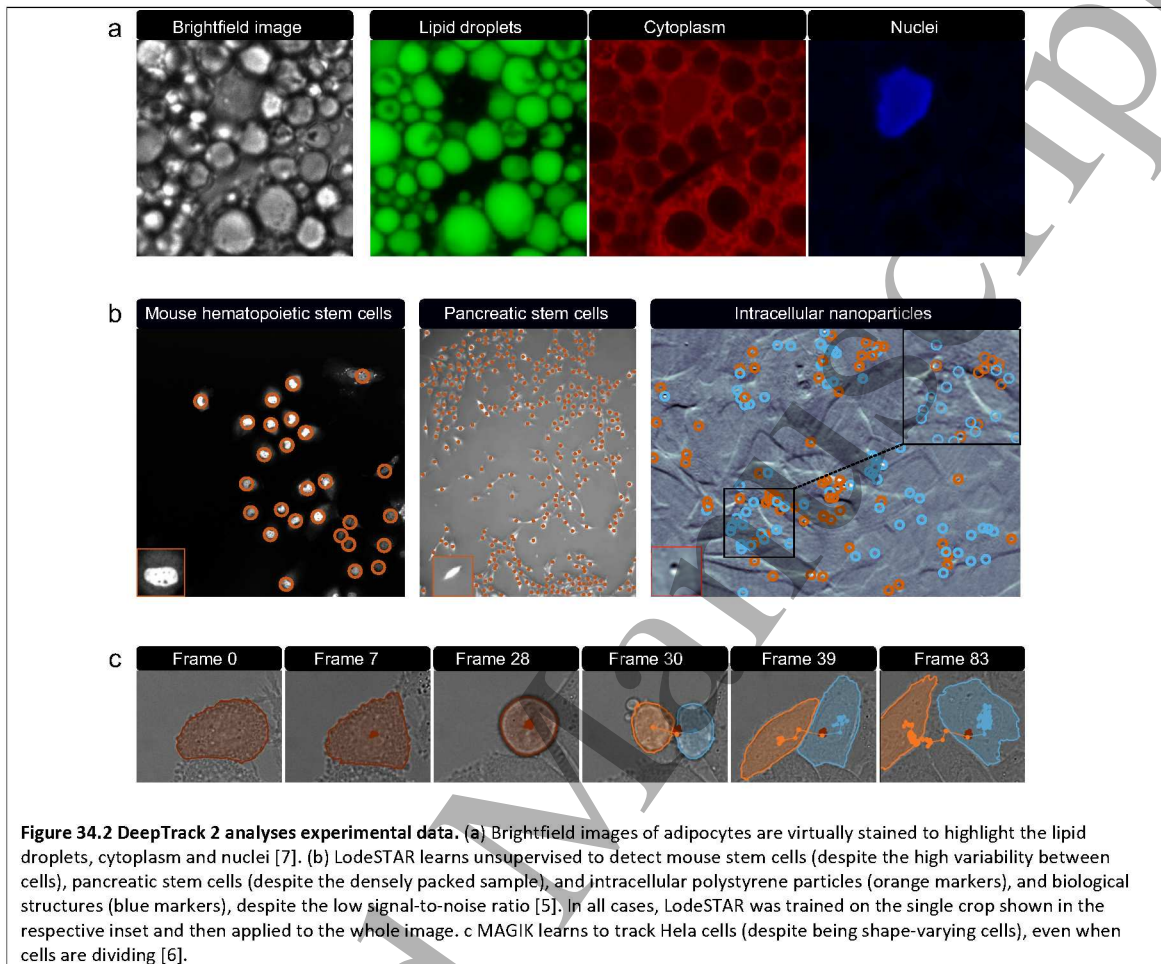 a
Brightfield image
Lipid droplets
Cytoplasm
Nuclei
b
Mouse hematopoietic stem cells
Pancreatic stem cells
Intracellular nanoparticles
c
Frame 0
Frame 7
Frame 28
Frame 30
Frame 39
Frame 83
Figure 34.2 DeepTrack 2 analyses experimental data. (a) Brightfield images of adipocytes are virtually stained to highlight the lipid
droplets, cytoplasm and nuclei [7]. (b) LodeSTAR learns unsupervised to detect mouse stem cells (despite the high variability between
cells), pancreatic stem cells (despite the densely packed sample), and intracellular polystyrene particles (orange markers), and biological
structures (blue markers), despite the low signal-to-noise ratio [5]. In all cases, LodeSTAR was trained on the single crop shown in the
respective inset and then applied to the whole image. c MAGIK learns to track Hela cells (despite being shape-varying cells), even when
cells are dividing [6].